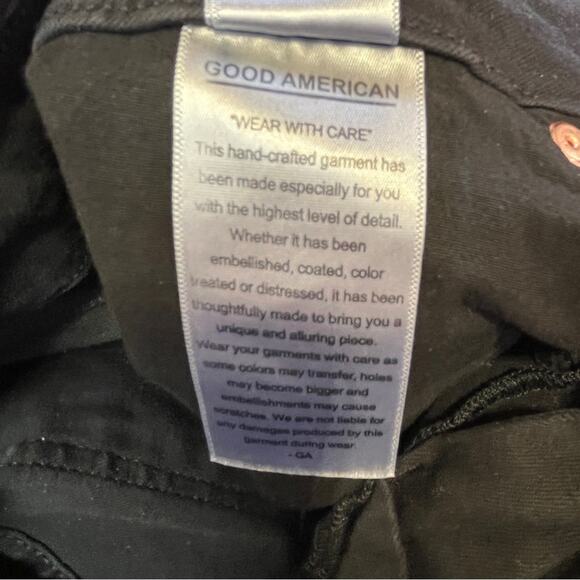 GOOD AMERICAN
"WEAR WITH CARE"
This hand-crafted garment has
been made especially for you
with the highest level of detail.
Whether it has been
embellished, coated, color
treated or distressed, it has been
thoughtfully made to bring you a
unique and alluring piece.
Wear your garments with care as
some colors may transfer, holes
may become bigger and
embellishments may cause
scratches. We are not liable for
any damages produced by this
garment during wear.
- GA